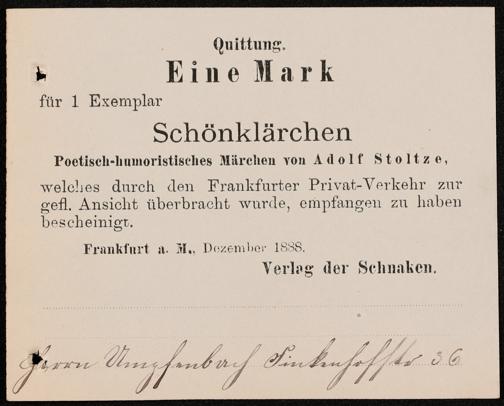 Quittung.
Eine Mark
für 1 Exemplar
Schönklärchen
Poetisch-humoristisches Märchen von Adolf Stoltze,
welches durch den Frankfurter Privat-Verkehr zur
gefl. Ansicht überbracht wurde, empfangen zu haben
bescheinigt.
Frankfurt a. M., Dezember 1888.
Verlag der Schnaken.
Herrn Umpfenbach Finkenhofstr 36